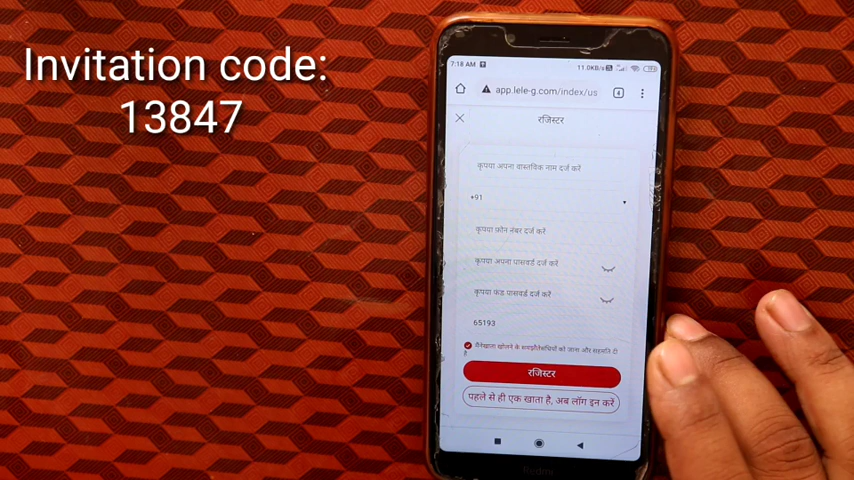 Invitation code:
13847
7:18 AM
11.0KB/s
app.lele-g.com/index/us
4
रजिस्टर
कृपया अपना वास्तविक नाम दर्ज करें
+91
कृपया फ़ोन नंबर दर्ज करें
कृपया अपना पासवर्ड दर्ज करें
कृपया फंड पासवर्ड दर्ज करें
65193
मैंनेखाता खोलने के समझौतेसंधियों को जाना और सहमति दी
है
रजिस्टर
पहले से ही एक खाता है, अब लॉग इन करें
Redmi